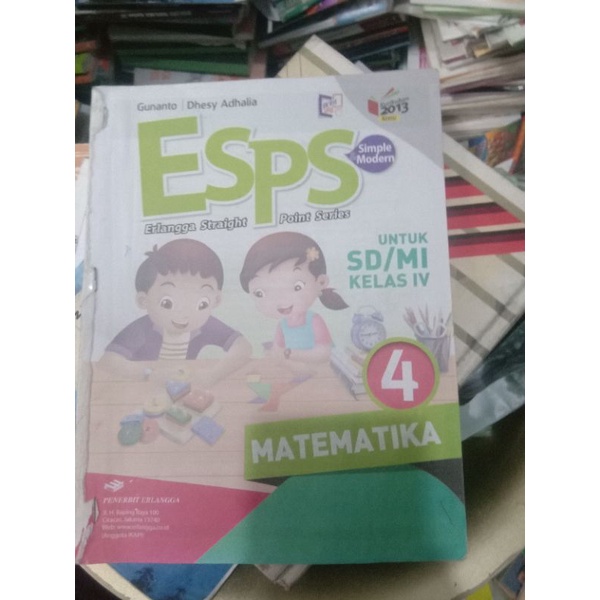 Gunanto | Dhesy Adhalia
Kurikulum
2013
ESPS
Simple
Modern
Erlangga Straight Point Series
UNTUK
SD/MI
KELAS IV
4
MATEMATIKA
PENERBIT ERLANGGA